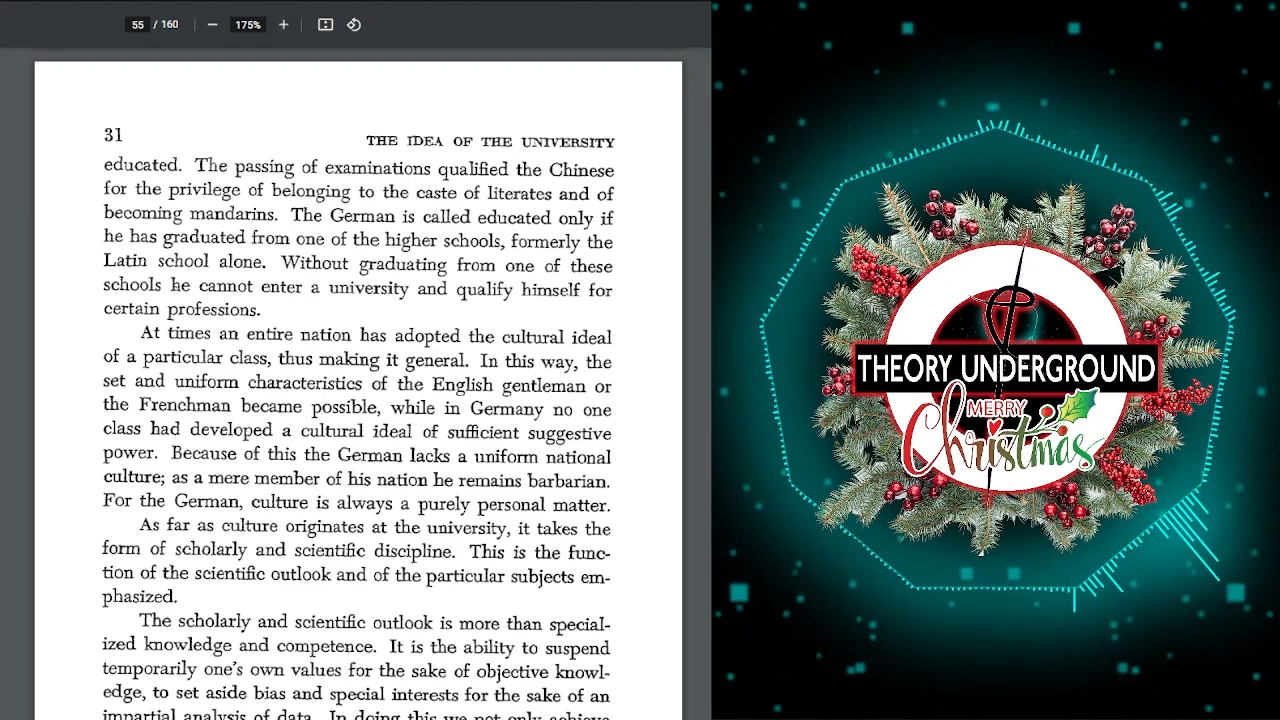 55 / 160
175%
31
THE IDEA OF THE UNIVERSITY
educated. The passing of examinations qualified the Chinese
for the privilege of belonging to the caste of literates and of
becoming mandarins. The German is called educated only if
he has graduated from one of the higher schools, formerly the
Latin school alone. Without graduating from one of these
schools he cannot enter a university and qualify himself for
certain professions.
At times an entire nation has adopted the cultural ideal
of a particular class, thus making it general. In this way, the
set and uniform characteristics of the English gentleman or
the Frenchman became possible, while in Germany no one
class had developed a cultural ideal of sufficient suggestive
power. Because of this the German lacks a uniform national
culture; as a mere member of his nation he remains barbarian.
For the German, culture is always a purely personal matter.
As far as culture originates at the university, it takes the
form of scholarly and scientific discipline. This is the func-
tion of the scientific outlook and of the particular subjects em-
phasized.
The scholarly and scientific outlook is more than special-
ized knowledge and competence. It is the ability to suspend
temporarily one's own values for the sake of objective knowl-
edge, to set aside bias and special interests for the sake of an
impartial analysis of data. In doing this we not only achieve
THEORY UNDERGROUND
MERRY
Christmas